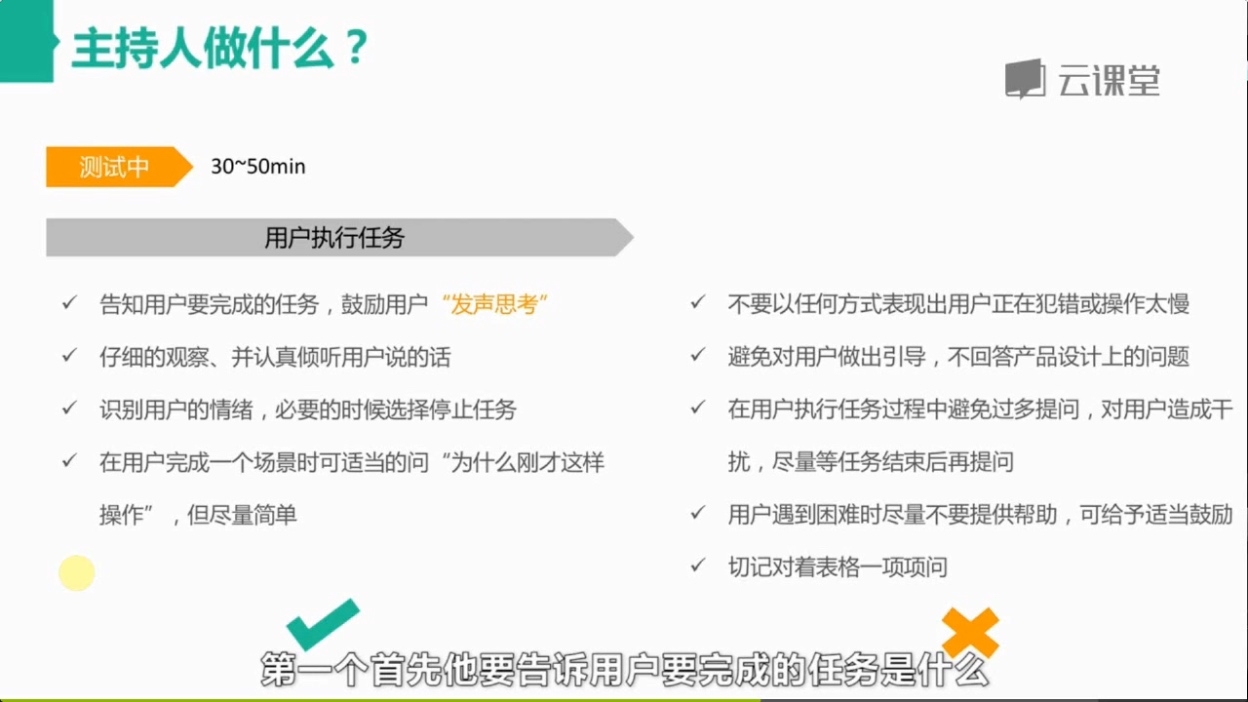 主持人做什么？
云课堂
测试中 30~50min
用户执行任务
✓ 告知用户要完成的任务，鼓励用户“发声思考”
✓ 仔细的观察、并认真倾听用户说的话
✓ 识别用户的情绪，必要的时候选择停止任务
✓ 在用户完成一个场景时可适当的问“为什么刚才这样
操作”，但尽量简单
✓ 不要以任何方式表现出用户正在犯错或操作太慢
✓ 避免对用户做出引导，不回答产品设计上的问题
✓ 在用户执行任务过程中避免过多提问，对用户造成干
扰，尽量等任务结束后再提问
✓ 用户遇到困难时尽量不要提供帮助，可给予适当鼓励
✓ 切记对着表格一项项问
第一个首先他要告诉用户要完成的任务是什么